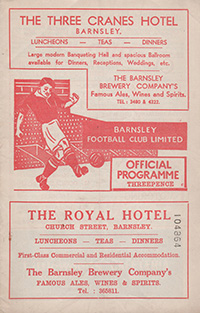 THE THREE CRANES HOTEL
BARNSLEY.
LUNCHEONS — TEAS — DINNERS
Large modern Banqueting Hall and spacious Ballroom
available for Dinners, Receptions, Weddings, etc.
THE BARNSLEY
BREWERY COMPANY'S
Famous Ales, Wines and Spirits.
TEL : 3480 & 4322.
BARNSLEY
FOOTBALL CLUB LIMITED
OFFICIAL
PROGRAMME
THREEPENCE
THE ROYAL HOTEL
CHURCH STREET, BARNSLEY.
LUNCHEONS — TEAS — DINNERS
First-Class Commercial and Residential Accommodation.
The Barnsley Brewery Company's
FAMOUS ALES, WINES & SPIRITS.
Tel. : 365811.
104864